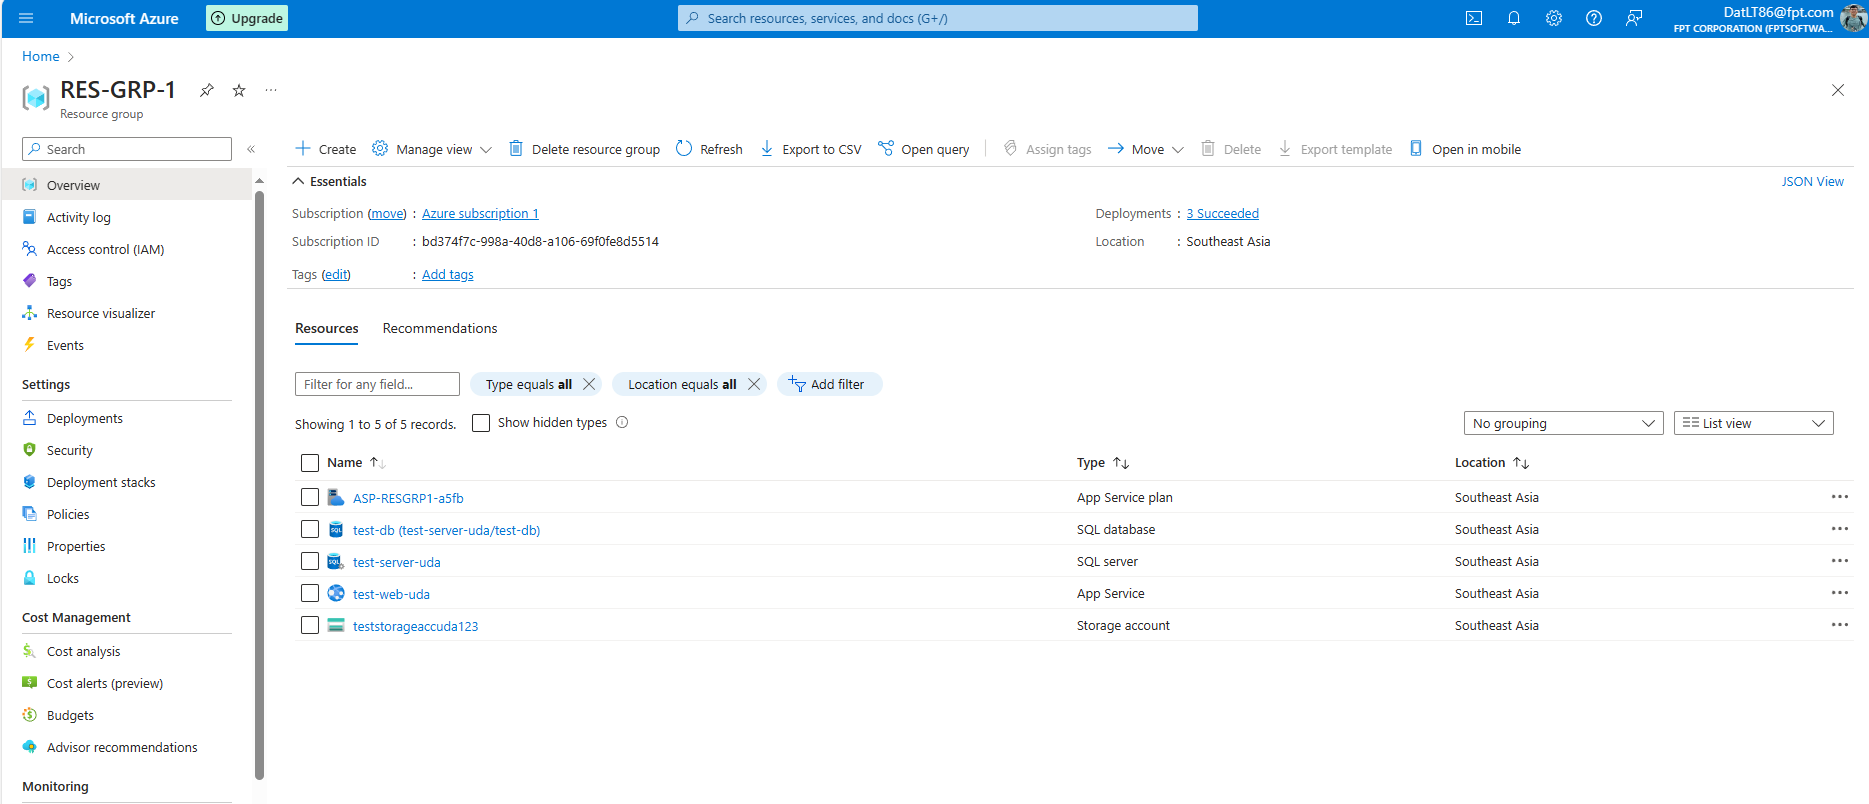 Microsoft Azure
Upgrade
Search resources, services, and docs (G+/)
DatLT86@fpt.com
FPT CORPORATION (FPTSOFTWA...
Home
RES-GRP-1
Resource group
Search
Create
Manage view
Delete resource group
Refresh
Export to CSV
Open query
Assign tags
Move
Delete
Export template
Open in mobile
Overview
Activity log
Access control (IAM)
Tags
Resource visualizer
Events
Settings
Deployments
Security
Deployment stacks
Policies
Properties
Locks
Cost Management
Cost analysis
Cost alerts (preview)
Budgets
Advisor recommendations
Monitoring
Essentials
JSON View
Subscription (move) : Azure subscription 1
Deployments : 3 Succeeded
Subscription ID : bd374f7c-998a-40d8-a106-69f0fe8d5514
Location : Southeast Asia
Tags (edit) : Add tags
Resources
Recommendations
Filter for any field...
Type equals all
Location equals all
Add filter
Showing 1 to 5 of 5 records.
Show hidden types
No grouping
List view
Name
Type
Location
ASP-RESGRP1-a5fb App Service plan Southeast Asia
test-db (test-server-uda/test-db) SQL database Southeast Asia
test-server-uda SQL server Southeast Asia
test-web-uda App Service Southeast Asia
teststorageaccuda123 Storage account Southeast Asia